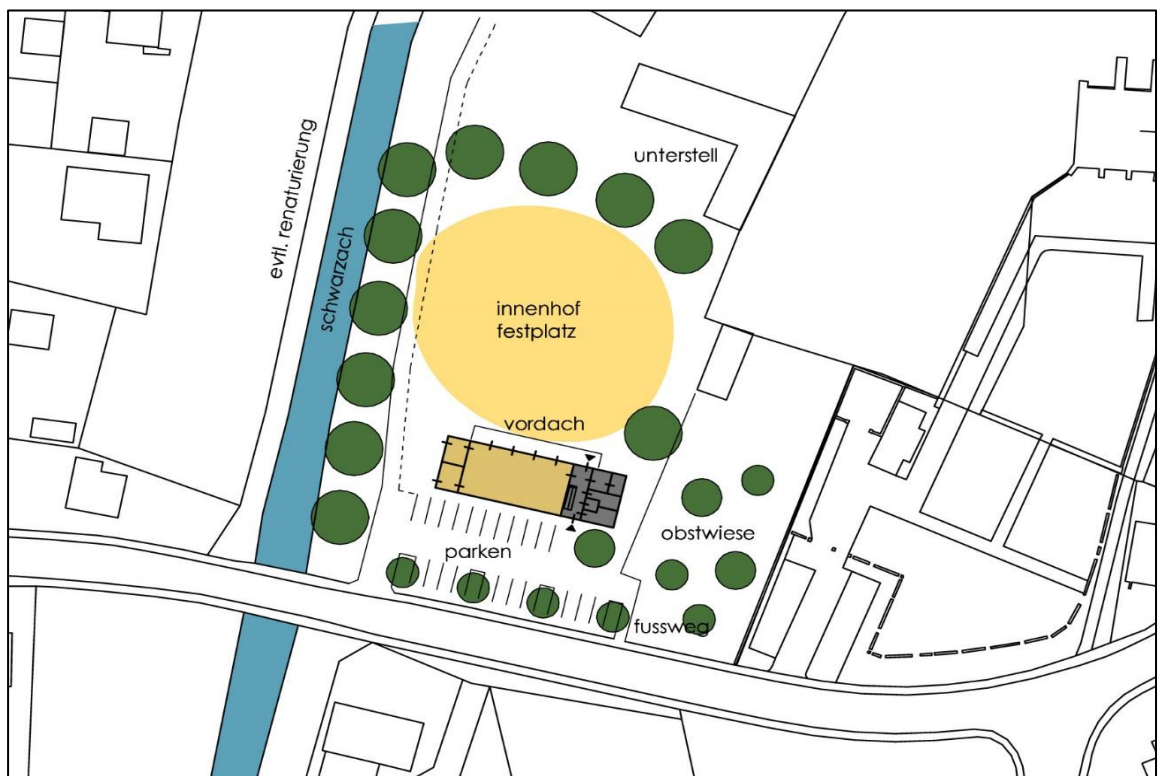 unterstell
evtl. renaturierung
schwarzach
innenhof
festplatz
vordach
obstwiese
parken
fussweg